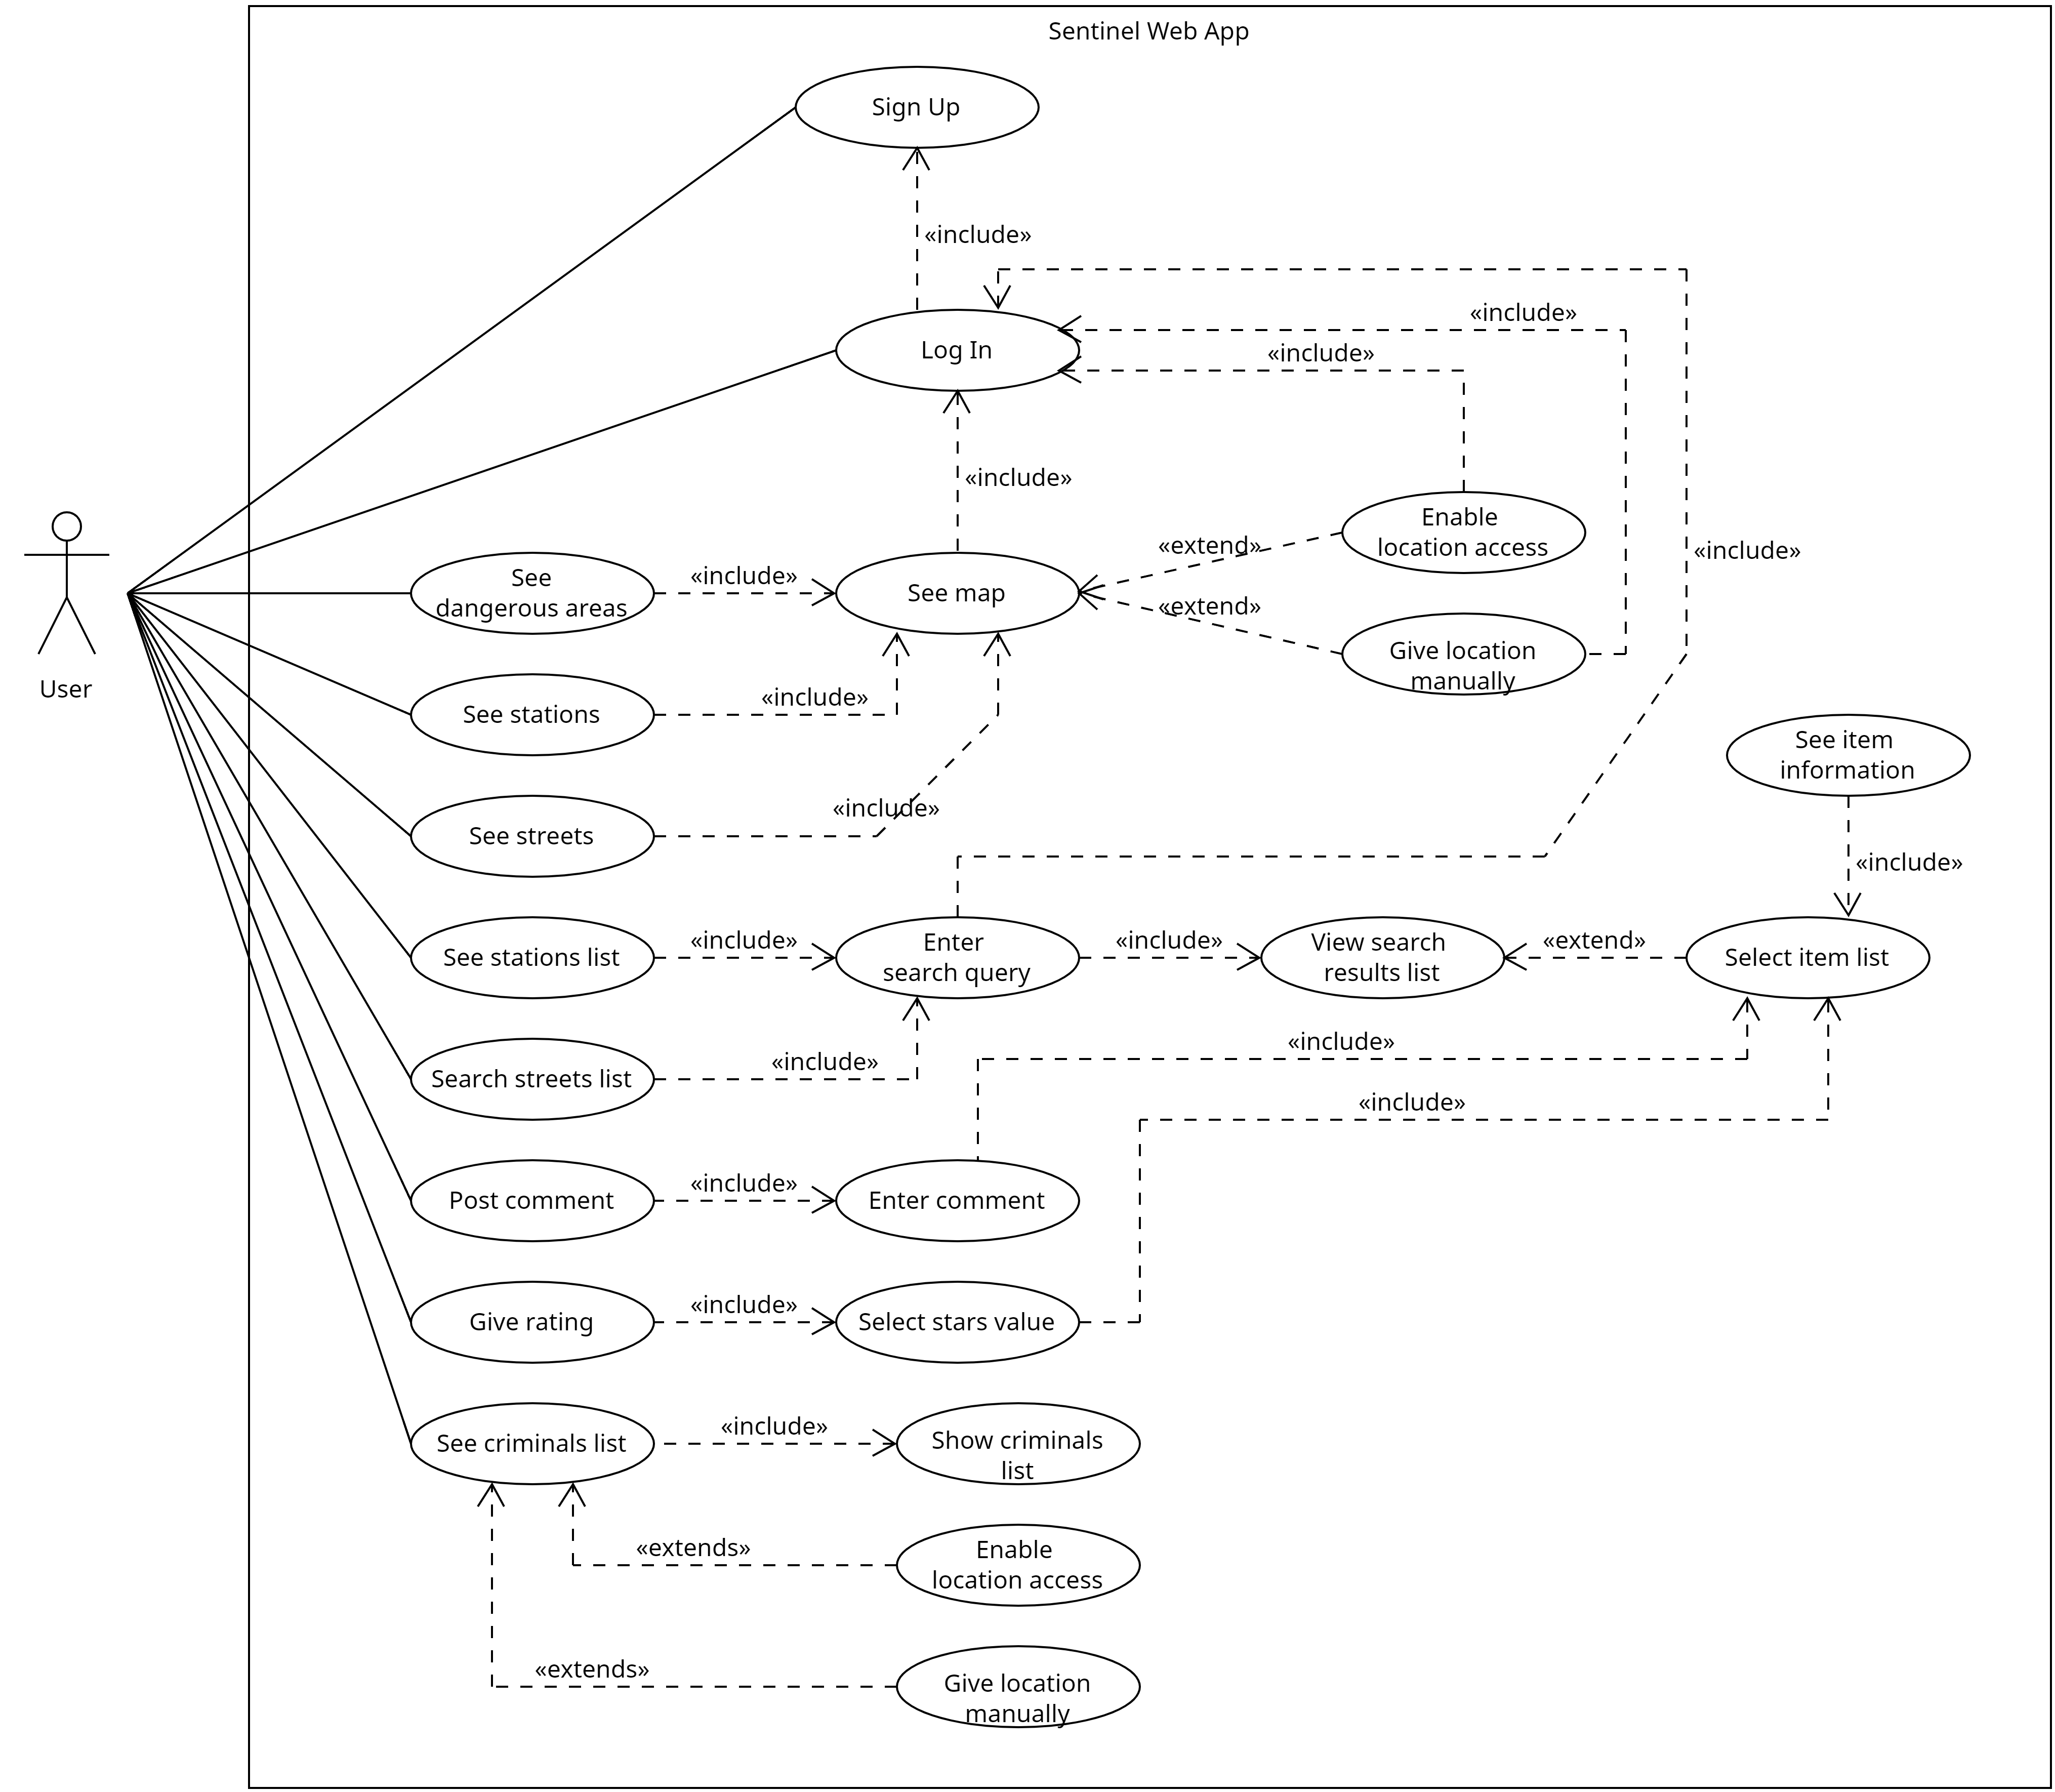 Sentinel Web App
Sign Up
«include»
«include»
Log In
«include»
«include»
Enable
location access
«extend»
«include»
See
dangerous areas
«include»
See map
«extend»
Give location
manually
User
See stations
«include»
See item
information
See streets
«include»
«include»
See stations list
«include»
Enter
search query
«include»
View search
results list
«extend»
Select item list
Search streets list
«include»
«include»
«include»
Post comment
«include»
Enter comment
Give rating
«include»
Select stars value
See criminals list
«include»
Show criminals
list
«extends»
Enable
location access
«extends»
Give location
manually